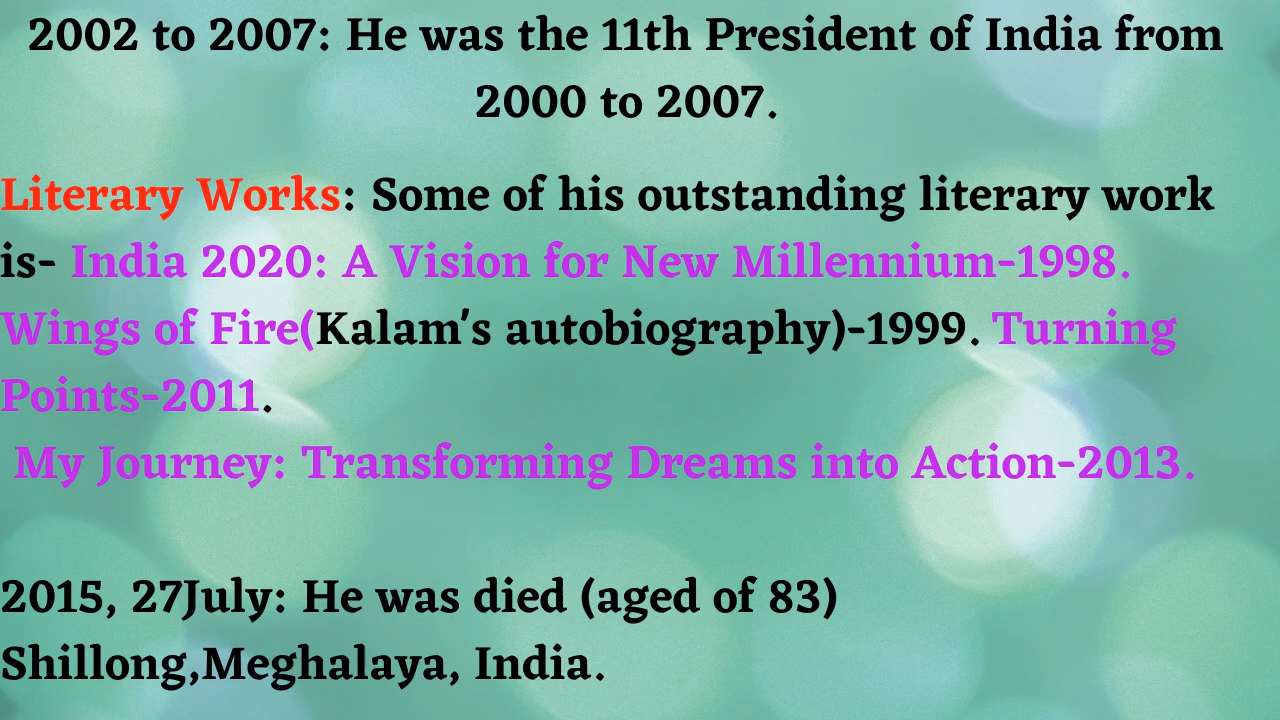 2002 to 2007: He was the 11th President of India from
2000 to 2007.
Literary Works: Some of his outstanding literary work
is- India 2020: A Vision for New Millennium-1998.
Wings of Fire(Kalam's autobiography)-1999. Turning
Points-2011.
My Journey: Transforming Dreams into Action-2013.
2015, 27July: He was died (aged of 83)
Shillong,Meghalaya, India.